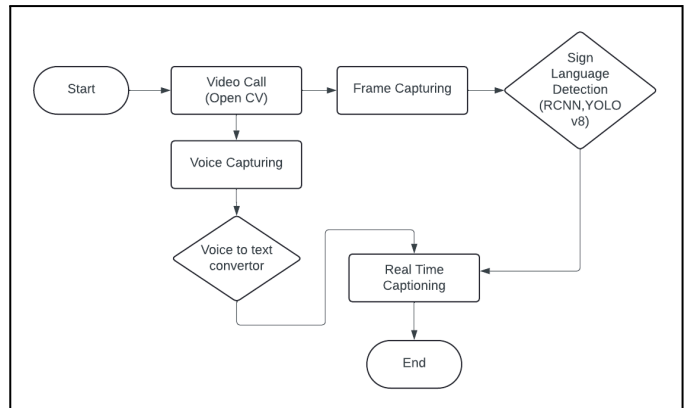 Start
Video Call
(Open CV)
Frame Capturing
Sign
Language
Detection
(RCNN,YOLO
v8)
Voice Capturing
Voice to text
convertor
Real Time
Captioning
End